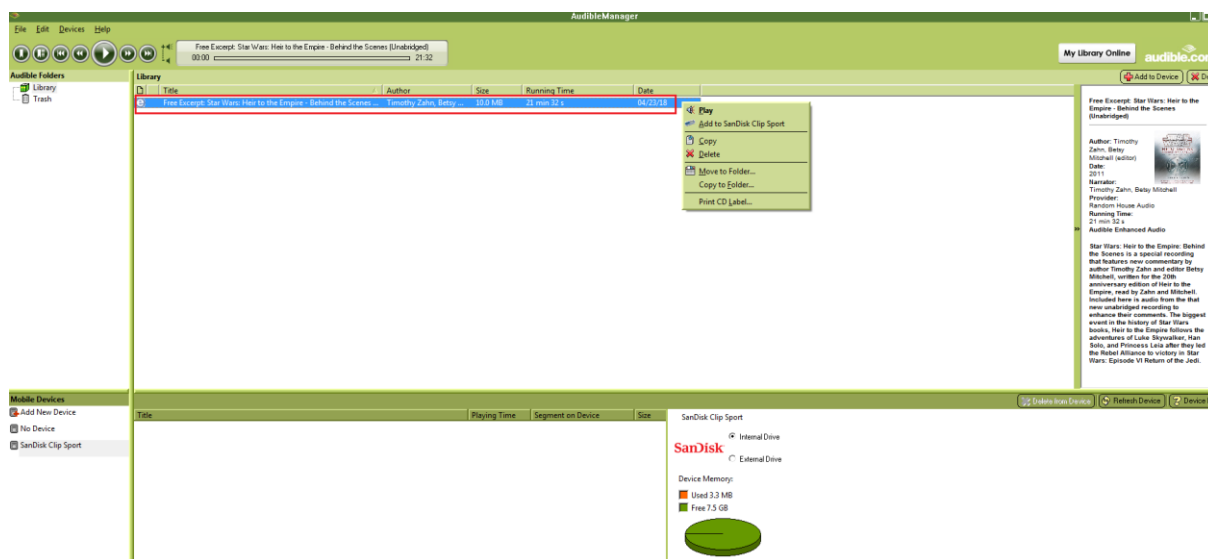 AudibleManager
File Edit Devices Help
Free Excerpt: Star Wars: Heir to the Empire - Behind the Scenes (Unabridged)
00:00 21:32
My Library Online
audible.co
Audible Folders
Library
Trash
Library
Add to Device
Title Author Size Running Time Date
Free Excerpt: Star Wars: Heir to the Empire - Behind the Scenes ... Timothy Zahn, Betsy ... 10.0 MB 21 min 32 s 04/23/18
Play
Add to SanDisk Clip Sport
Copy
Delete
Move to Folder...
Copy to Folder...
Print CD Label...
Free Excerpt: Star Wars: Heir to the
Empire - Behind the Scenes
(Unabridged)
Author: Timothy
Zahn, Betsy
Mitchell (editor)
Date:
2011
Narrator:
Timothy Zahn, Betsy Mitchell
Provider:
Random House Audio
Running Time:
21 min 32 s
Audible Enhanced Audio
Star Wars: Heir to the Empire: Behind
the Scenes is a special recording
that features new commentary by
author Timothy Zahn and editor Betsy
Mitchell, written for the 20th
anniversary edition of Heir to the
Empire, read by Zahn and Mitchell.
Included here is audio from the that
new unabridged recording to
enhance their comments. The biggest
event in the history of Star Wars
books, Heir to the Empire follows the
adventures of Luke Skywalker, Han
Solo, and Princess Leia after they led
the Rebel Alliance to victory in Star
Wars: Episode VI Return of the Jedi.
Mobile Devices
Add New Device
No Device
SanDisk Clip Sport
Delete from Device Refresh Device Device
Title Playing Time Segment on Device Size
SanDisk Clip Sport
SanDisk
Internal Drive
External Drive
Device Memory:
Used 3.3 MB
Free 7.5 GB